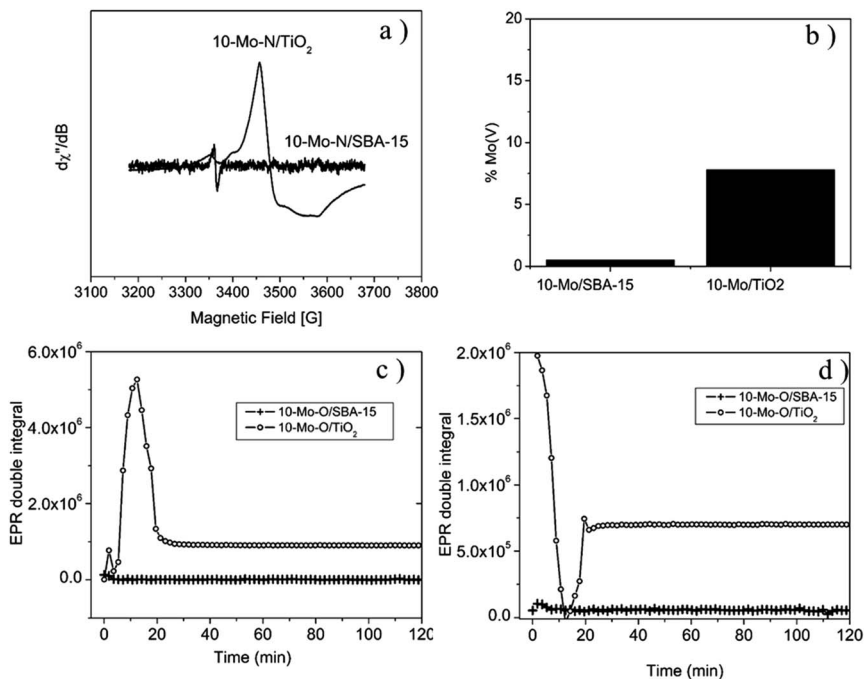 a )
10-Mo-N/TiO2
10-Mo-N/SBA-15
dχ"/dB
3100 3200 3300 3400 3500 3600 3700 3800
Magnetic Field [G]
b )
% Mo(V)
20
15
10
5
0
10-Mo/SBA-15 10-Mo/TiO2
c )
10-Mo-O/SBA-15
10-Mo-O/TiO2
EPR double integral
6.0x10^6
4.0x10^6
2.0x10^6
0.0
0 20 40 60 80 100 120
Time (min)
d )
10-Mo-O/SBA-15
10-Mo-O/TiO2
EPR double integral
2.0x10^6
1.5x10^6
1.0x10^6
5.0x10^5
0.0
0 20 40 60 80 100 120
Time (min)